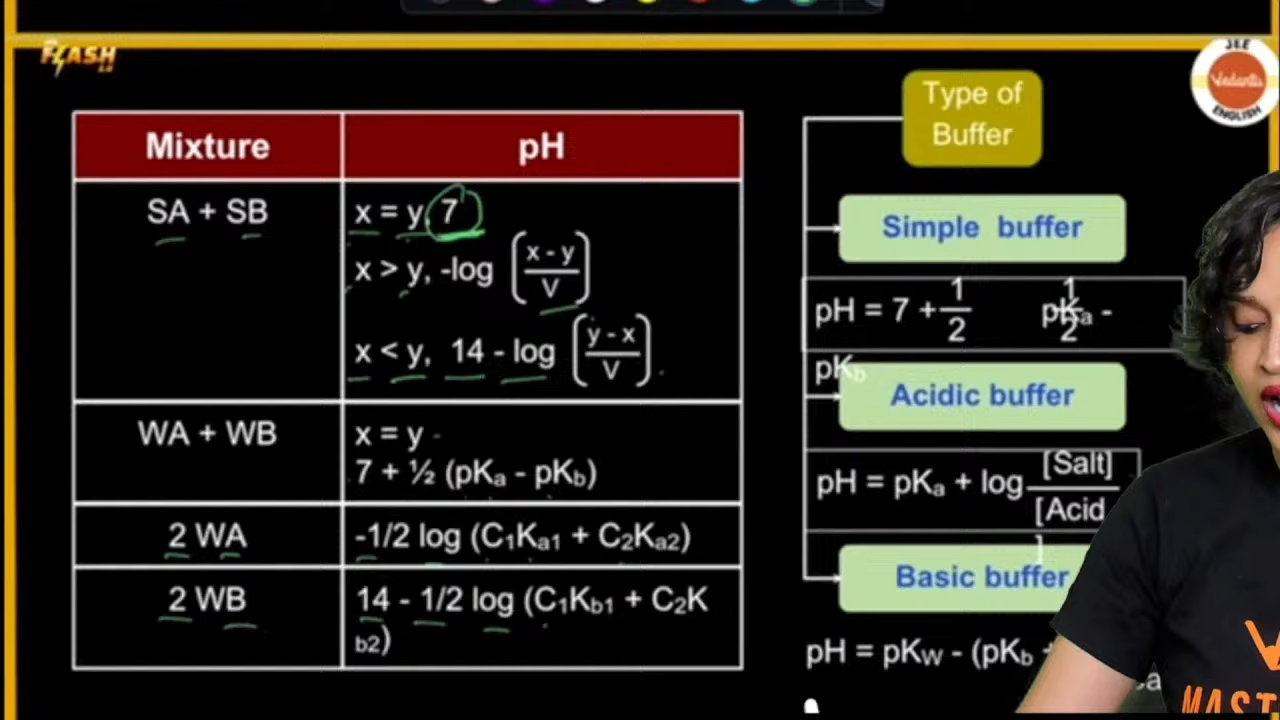 FLASH
JEE
Vedantu
ENGLISH
Mixture
pH
SA + SB
x = y, 7
x > y, -log (x - y / V)
x < y, 14 - log (y - x / V)
WA + WB
x = y
7 + ½ (pKa - pKb)
2 WA
-1/2 log (C1Ka1 + C2Ka2)
2 WB
14 - 1/2 log (C1Kb1 + C2K
b2)
Type of
Buffer
Simple buffer
pH = 7 + 1/2 pKa - 1/2
pKb
Acidic buffer
pH = pKa + log [Salt] / [Acid
]
Basic buffer
pH = pKW - (pKb +
MAST